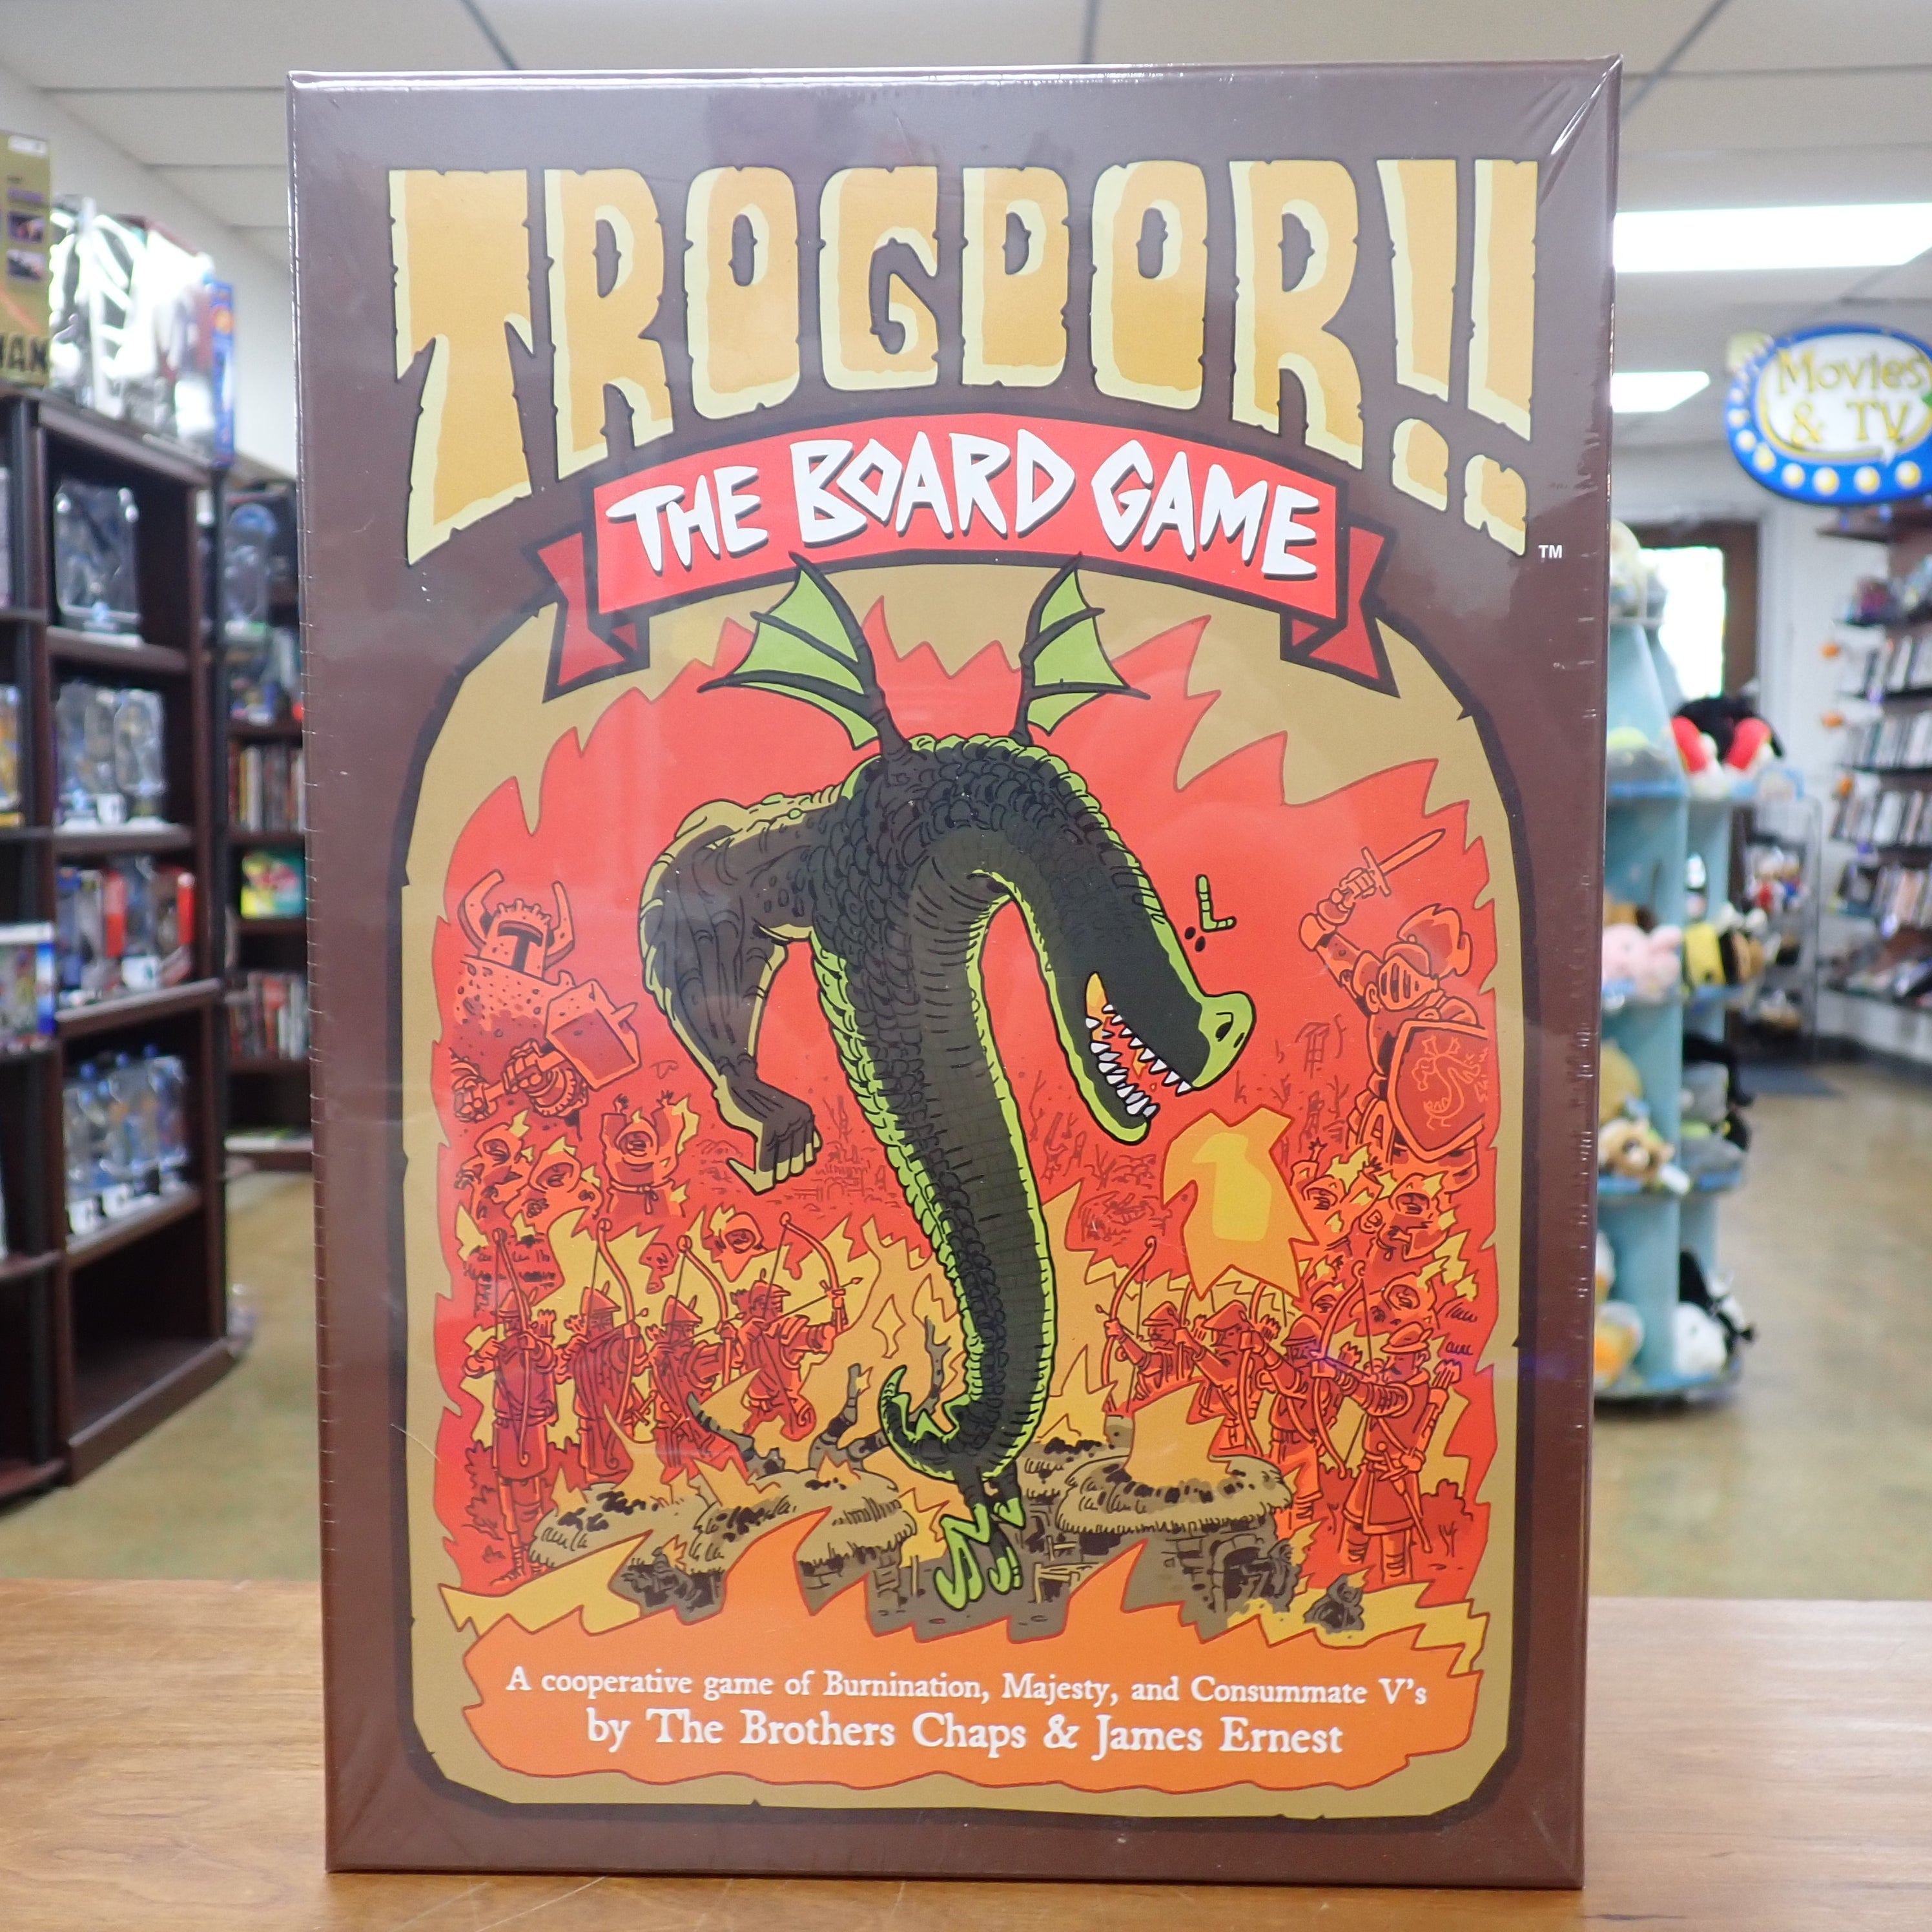 TROGDOR!!
THE BOARD GAME
TM
A cooperative game of Burnination, Majesty, and Consummate V's
by The Brothers Chaps & James Ernest
Movies
& TV